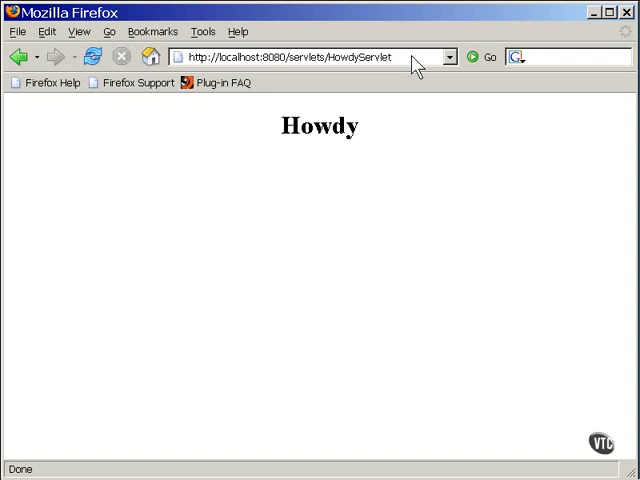 Mozilla Firefox
File Edit View Go Bookmarks Tools Help
http://localhost:8080/servlets/HowdyServlet Go G
Firefox Help Firefox Support Plug-in FAQ
Howdy
VTC
Done